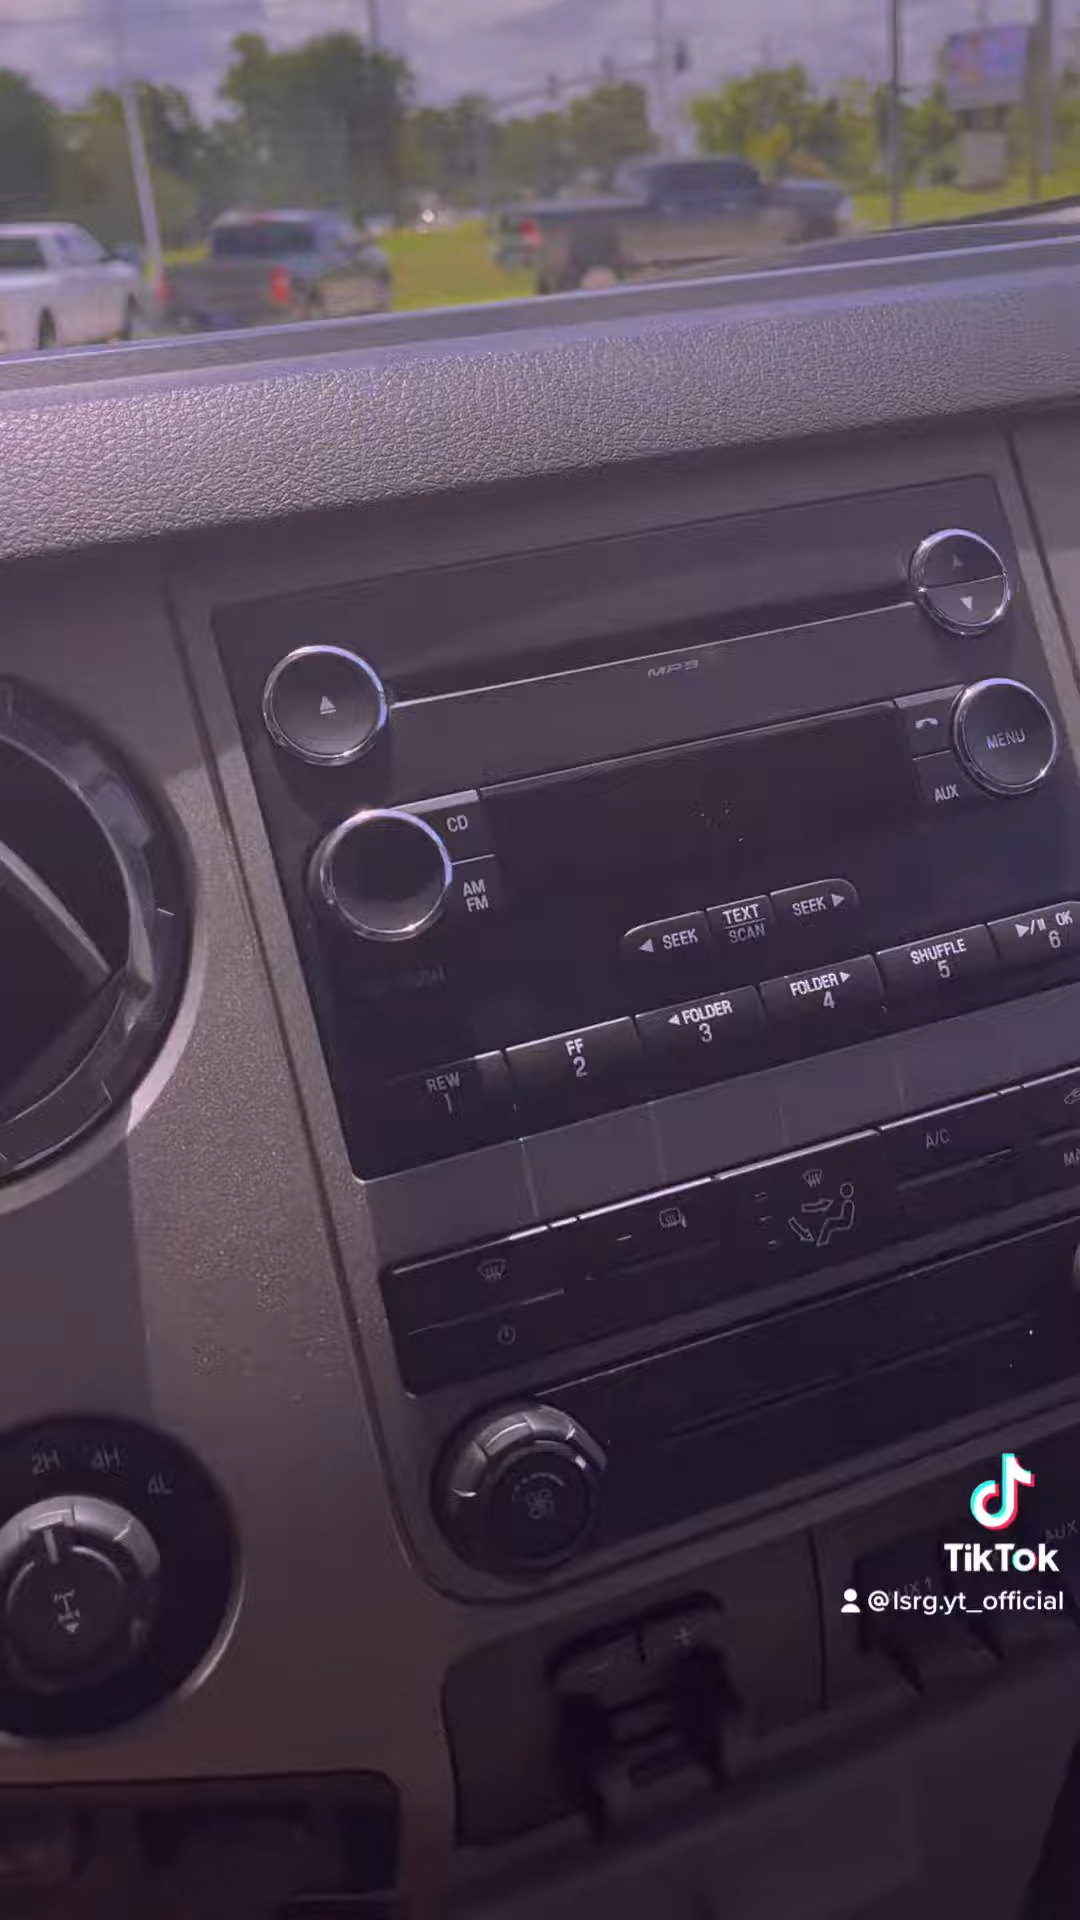 MP3
MENU
AUX
CD
AM
FM
SEEK
TEXT
SCAN
SEEK
OK
6
SHUFFLE
5
FOLDER
4
FOLDER
3
FF
2
REW
1
A/C
2H 4H 4L
AUX
TikTok
@lsrg.yt_official